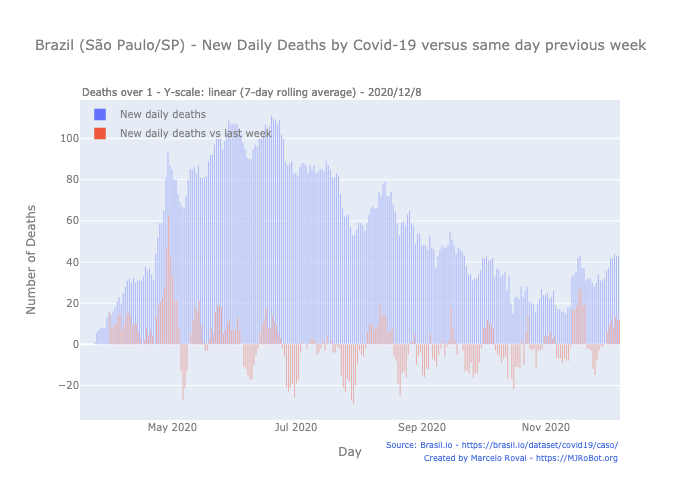 Brazil (São Paulo/SP) - New Daily Deaths by Covid-19 versus same day previous week
Deaths over 1 - Y-scale: linear (7-day rolling average) - 2020/12/8
New daily deaths
New daily deaths vs last week
100
80
60
40
20
0
−20
Number of Deaths
May 2020
Jul 2020
Sep 2020
Nov 2020
Day
Source: Brasil.io - https://brasil.io/dataset/covid19/caso/
Created by Marcelo Rovai - https://MJRoBot.org